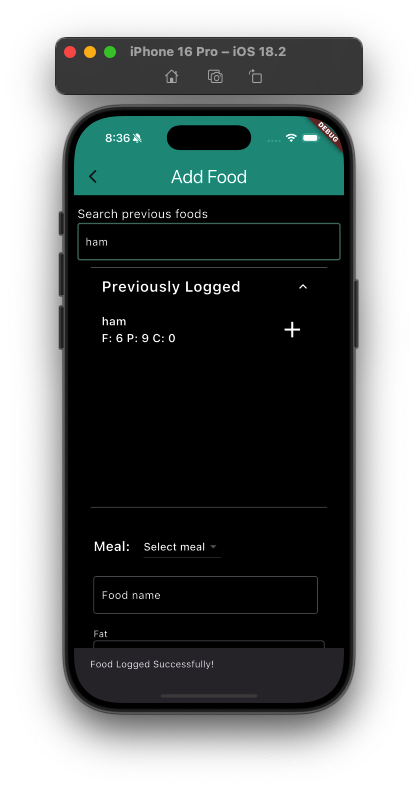 iPhone 16 Pro – iOS 18.2
8:36
DEBUG
Add Food
Search previous foods
ham
Previously Logged
ham
F: 6 P: 9 C: 0
Meal: Select meal
Food name
Fat
Food Logged Successfully!